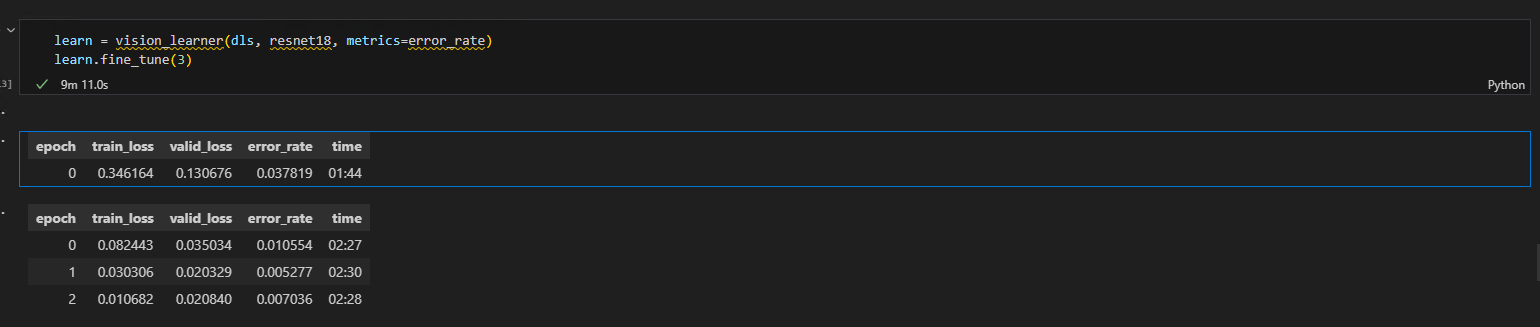 learn = vision_learner(dls, resnet18, metrics=error_rate)
learn.fine_tune(3)
3]
9m 11.0s
Python
epoch train_loss valid_loss error_rate time
0 0.346164 0.130676 0.037819 01:44
epoch train_loss valid_loss error_rate time
0 0.082443 0.035034 0.010554 02:27
1 0.030306 0.020329 0.005277 02:30
2 0.010682 0.020840 0.007036 02:28